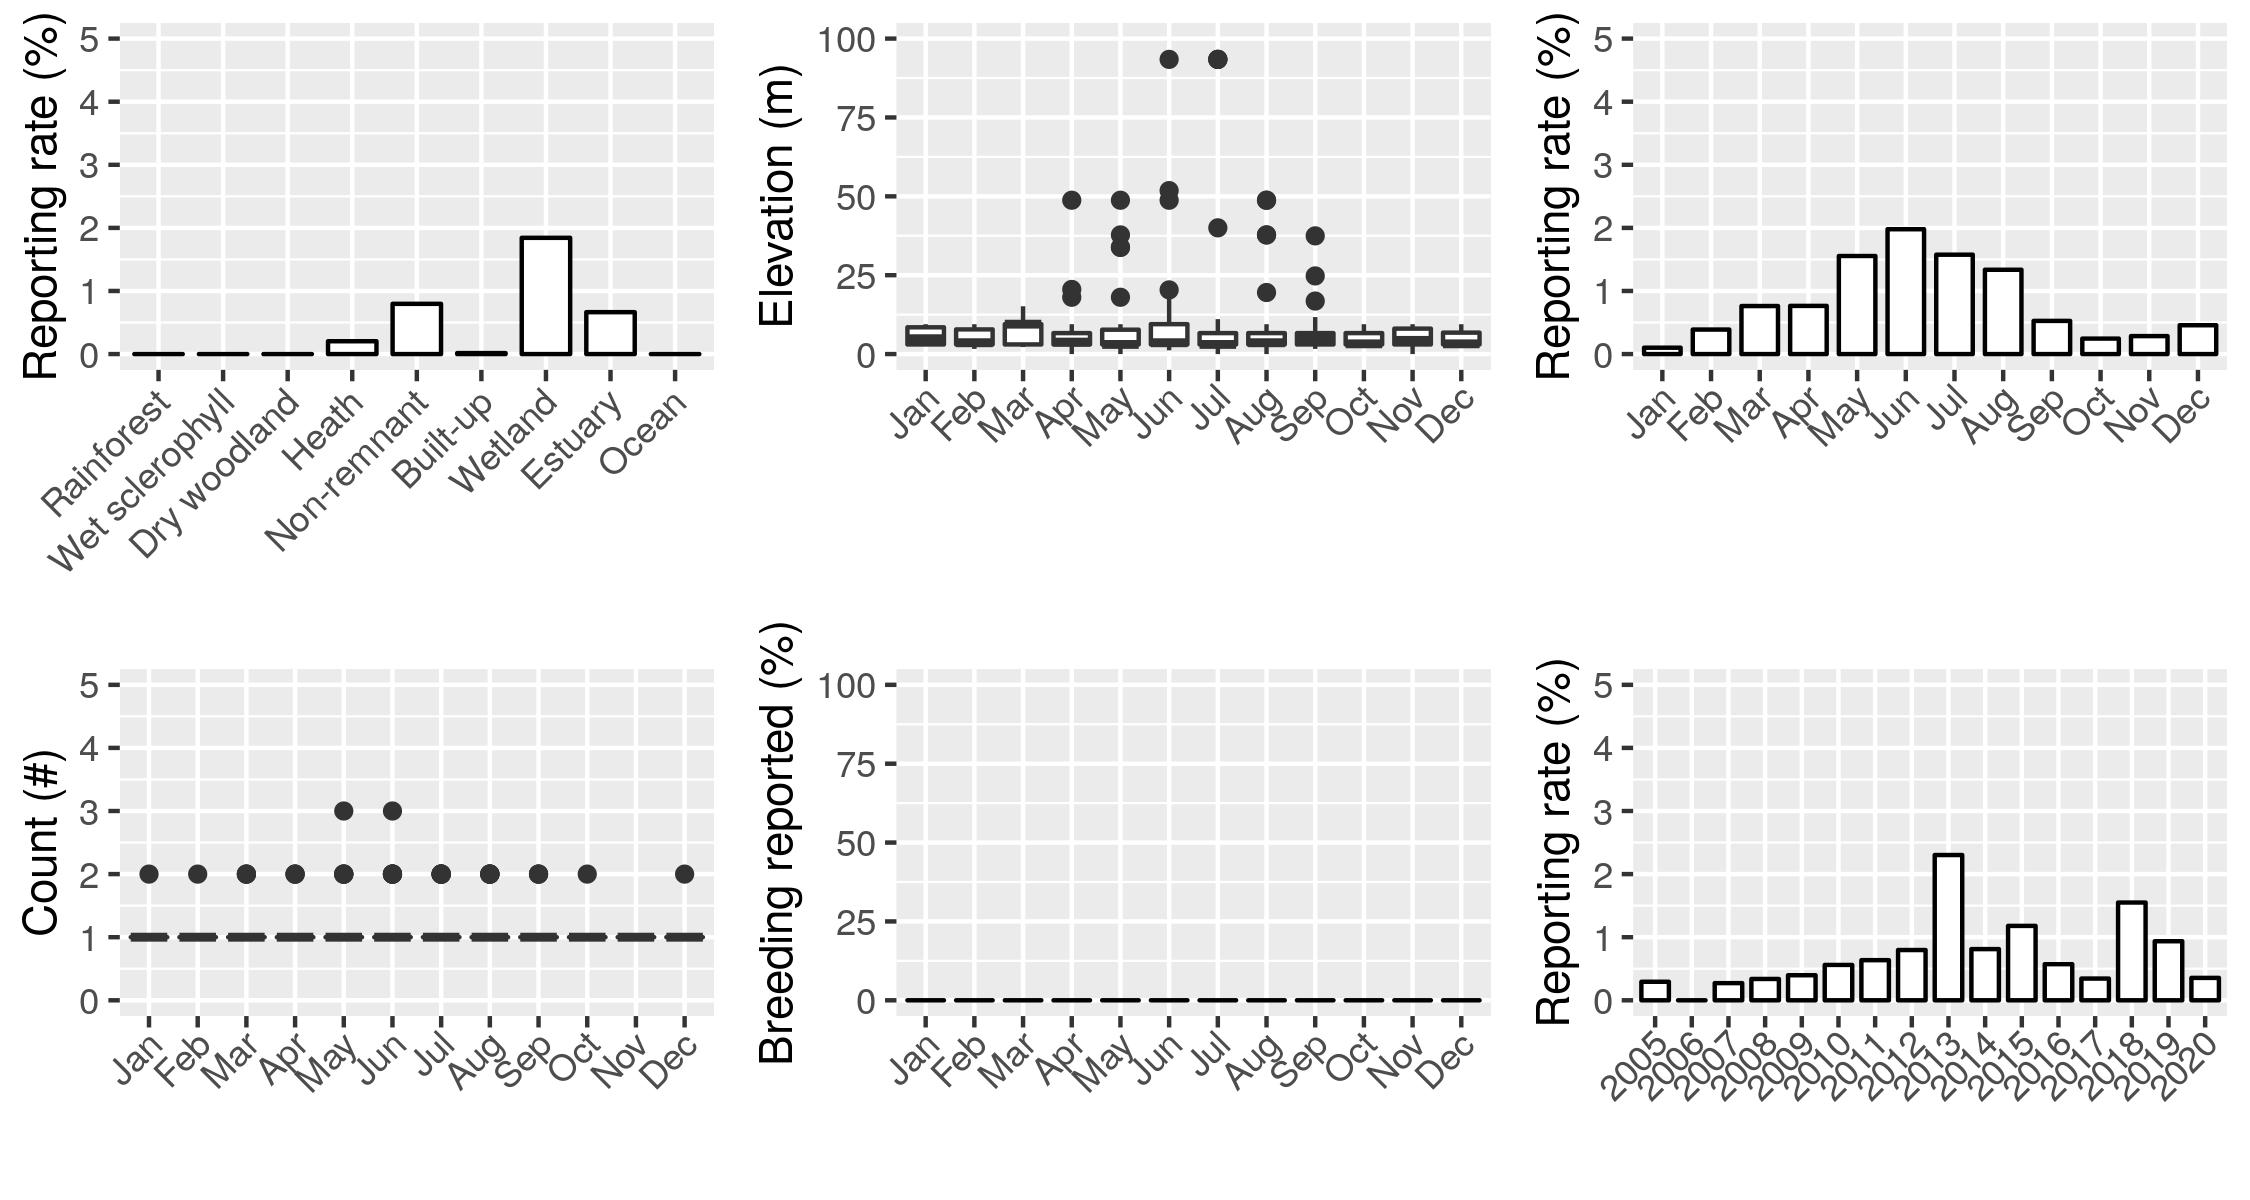 Reporting rate (%)
5
4
3
2
1
0
Rainforest
Wet sclerophyll
Dry woodland
Heath
Non-remnant
Built-up
Wetland
Estuary
Ocean
Elevation (m)
100
75
50
25
0
Jan Feb Mar Apr May Jun Jul Aug Sep Oct Nov Dec
Reporting rate (%)
5
4
3
2
1
0
Jan Feb Mar Apr May Jun Jul Aug Sep Oct Nov Dec
Count (#)
5
4
3
2
1
0
Jan Feb Mar Apr May Jun Jul Aug Sep Oct Nov Dec
Breeding reported (%)
100
75
50
25
0
Jan Feb Mar Apr May Jun Jul Aug Sep Oct Nov Dec
Reporting rate (%)
5
4
3
2
1
0
2005 2006 2007 2008 2009 2010 2011 2012 2013 2014 2015 2016 2017 2018 2019 2020